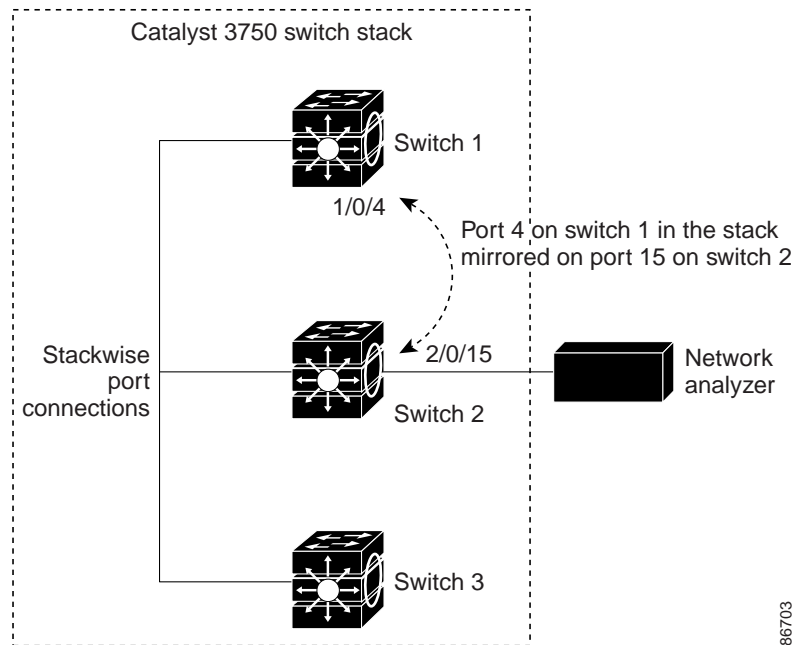 Catalyst 3750 switch stack
Switch 1
1/0/4
Port 4 on switch 1 in the stack
mirrored on port 15 on switch 2
Stackwise
port
connections
2/0/15
Switch 2
Network
analyzer
Switch 3
86703